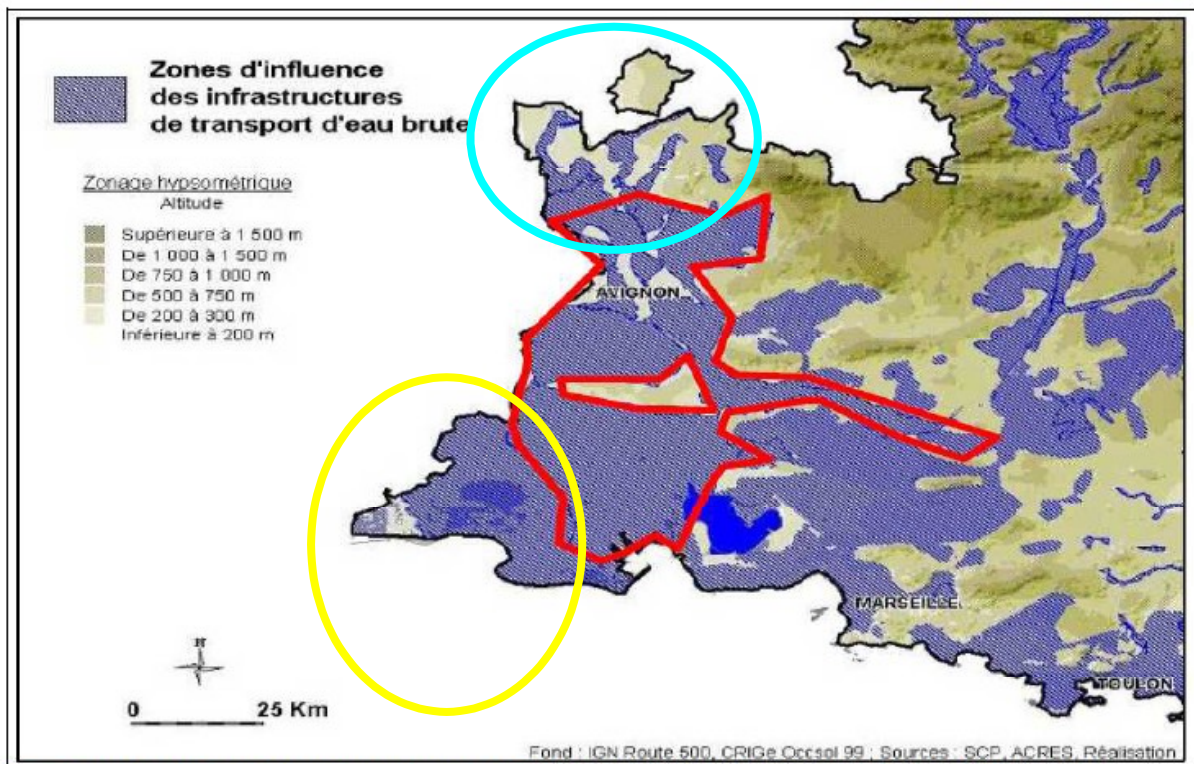 Zones d'influence
des infrastructures
de transport d'eau brute
Zonage hypsométrique
Altitude
Supérieure à 1 500 m
De 1 000 à 1 500 m
De 750 à 1 000 m
De 500 à 750 m
De 200 à 300 m
Inférieure à 200 m
AVIGNON
MARSEILLE
TOULON
N
0 25 Km
Fond : IGN Route 500, CRIGe Occsol 99 ; Sources : SCP, ACRES, Réalisation